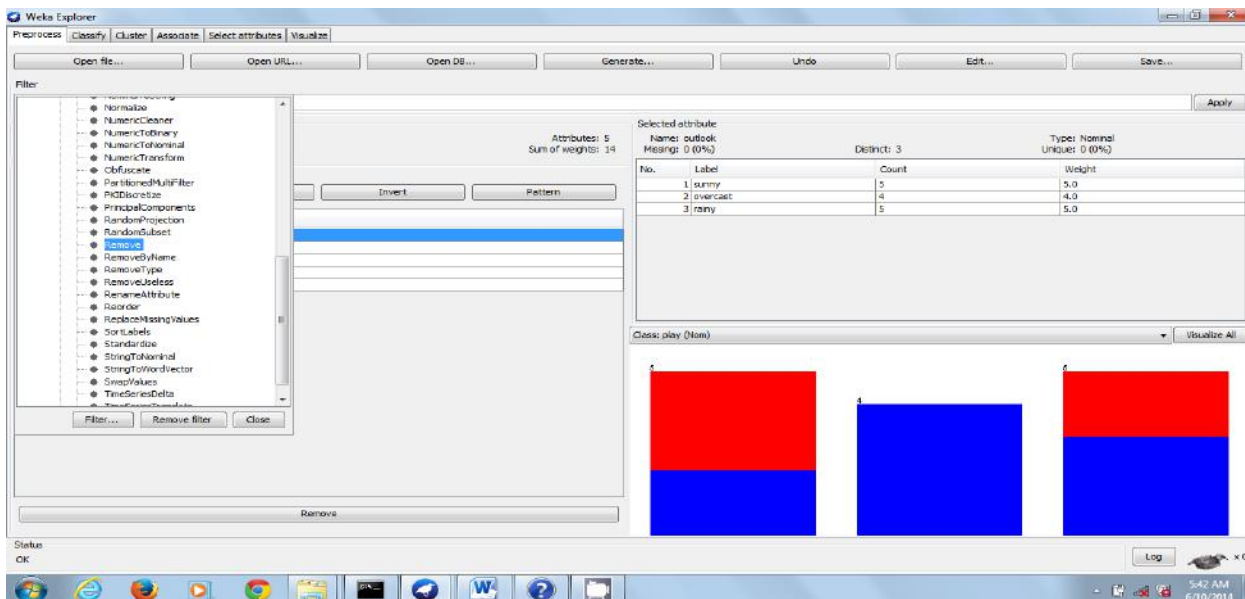 Weka Explorer
Preprocess Classify Cluster Associate Select attributes Visualize
Open file... Open URL... Open DB... Generate... Undo Edit... Save...
Filter
Apply
Normalize
NumericCleaner
NumericToBinary
NumericToNominal
NumericTransform
Obfuscate
PartitionedMultiFilter
PKIDiscretize
PrincipalComponents
RandomProjection
RandomSubset
Remove
RemoveByName
RemoveType
RemoveUseless
RenameAttribute
Reorder
ReplaceMissingValues
SortLabels
Standardize
StringToNominal
StringToWordVector
SwapValues
TimeSeriesDelta
Filter... Remove filter Close
Attributes: 5
Sum of weights: 14
Invert Pattern
Remove
Selected attribute
Name: outlook Type: Nominal
Missing: 0 (0%) Distinct: 3 Unique: 0 (0%)
No. Label Count Weight
1 sunny 5 5.0
2 overcast 4 4.0
3 rainy 5 5.0
Class: play (Nom) Visualize All
5
4
5
Status
OK
Log
x 0
5:42 AM
6/10/2014